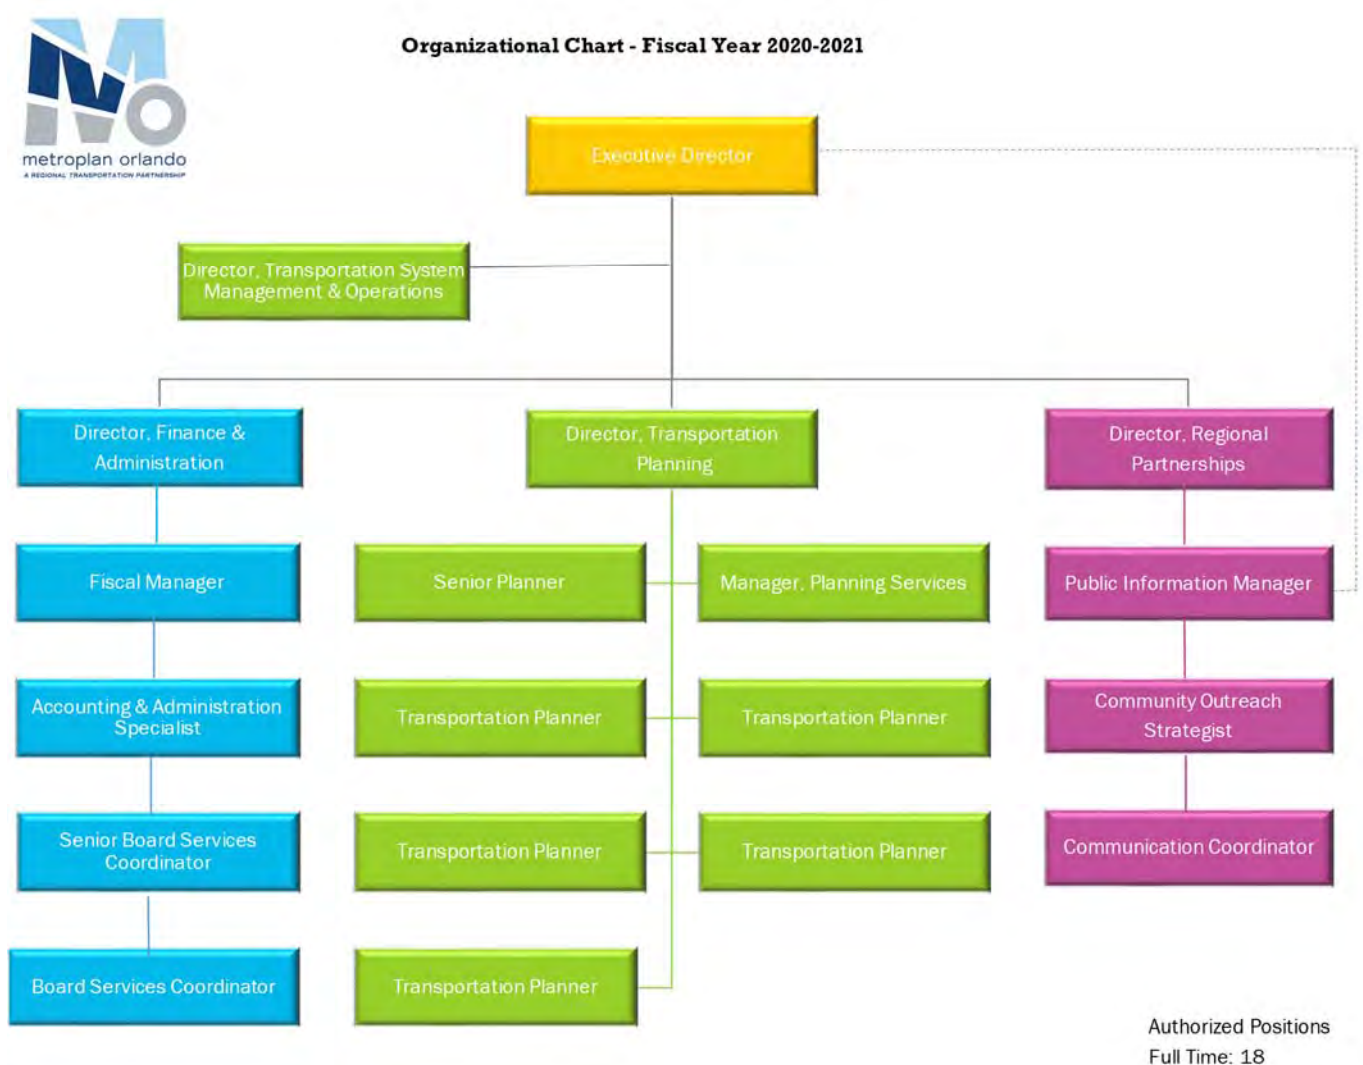 Organizational Chart - Fiscal Year 2020-2021
metroplan orlando
A REGIONAL TRANSPORTATION PARTNERSHIP
Executive Director
Director, Transportation System
Management & Operations
Director, Finance &
Administration
Director, Transportation
Planning
Director, Regional
Partnerships
Fiscal Manager
Senior Planner
Manager, Planning Services
Public Information Manager
Accounting & Administration
Specialist
Transportation Planner
Transportation Planner
Community Outreach
Strategist
Senior Board Services
Coordinator
Transportation Planner
Transportation Planner
Communication Coordinator
Board Services Coordinator
Transportation Planner
Authorized Positions
Full Time: 18